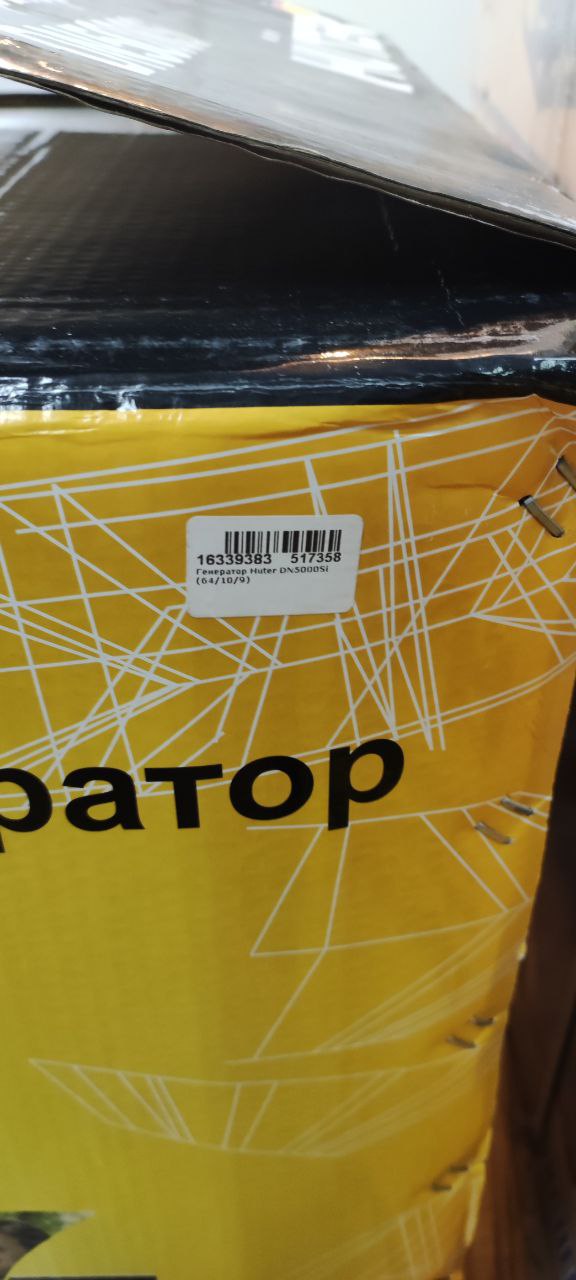 16339383 517358
Генератор Huter DN5000Si
(64/10/9)
ратор